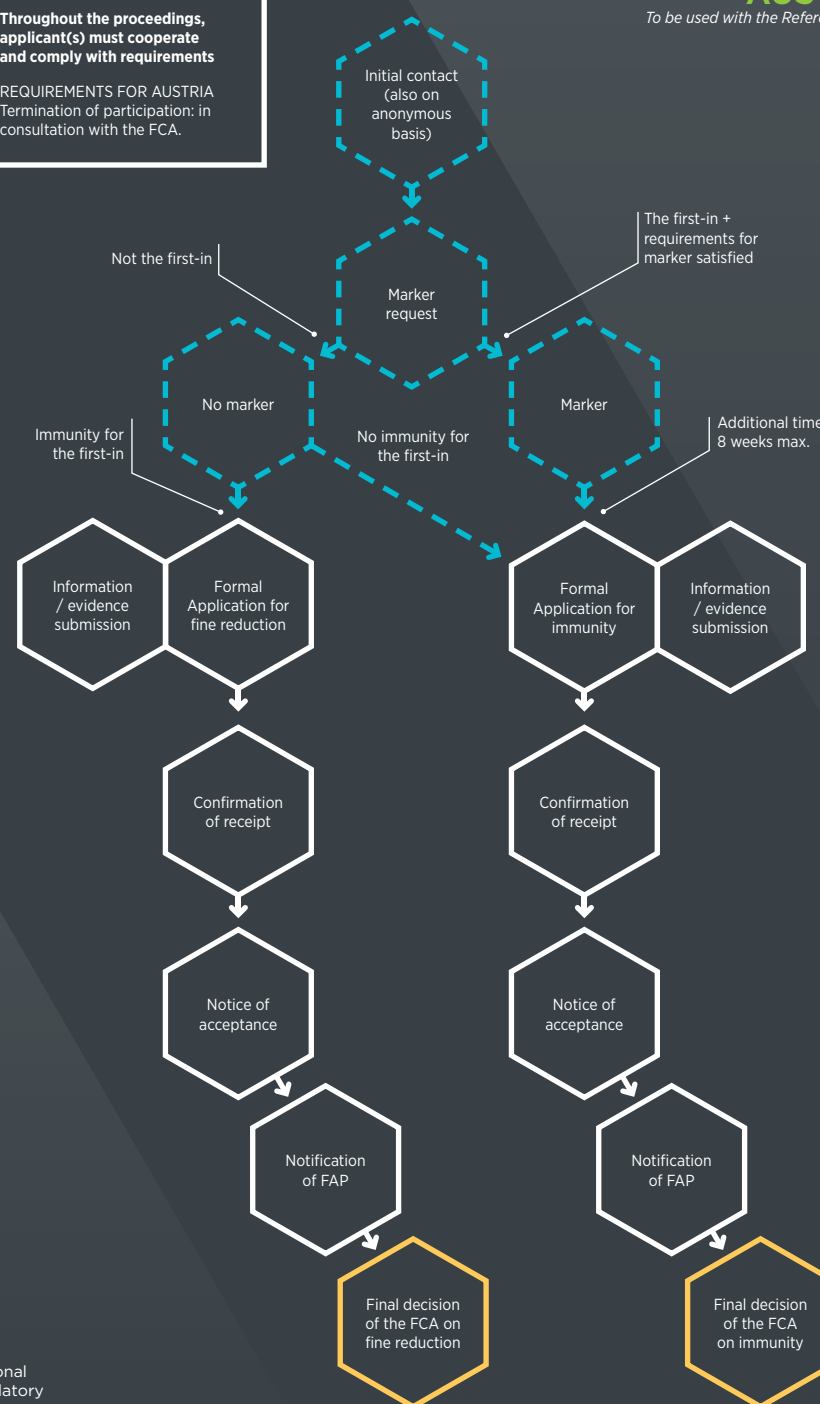 Throughout the proceedings,
applicant(s) must cooperate
and comply with requirements
REQUIREMENTS FOR AUSTRIA
Termination of participation: in
consultation with the FCA.
To be used with the
Initial contact
(also on
anonymous
basis)
Not the first-in
The first-in +
requirements for
marker satisfied
Marker
request
No marker
Marker
Immunity for
the first-in
No immunity for
the first-in
Additional time
8 weeks max.
Information
/ evidence
submission
Formal
Application for
fine reduction
Formal
Application for
immunity
Information
/ evidence
submission
Confirmation
of receipt
Confirmation
of receipt
Notice of
acceptance
Notice of
acceptance
Notification
of FAP
Notification
of FAP
Final decision
of the FCA on
fine reduction
Final decision
of the FCA
on immunity